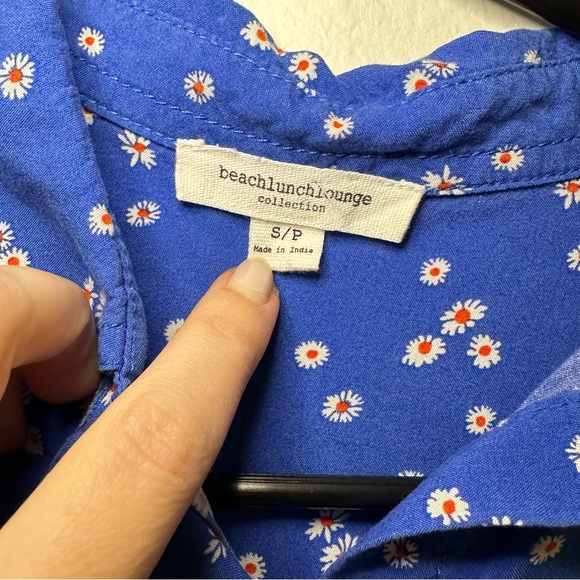 beachlunchlounge
collection
S/P
Made in India